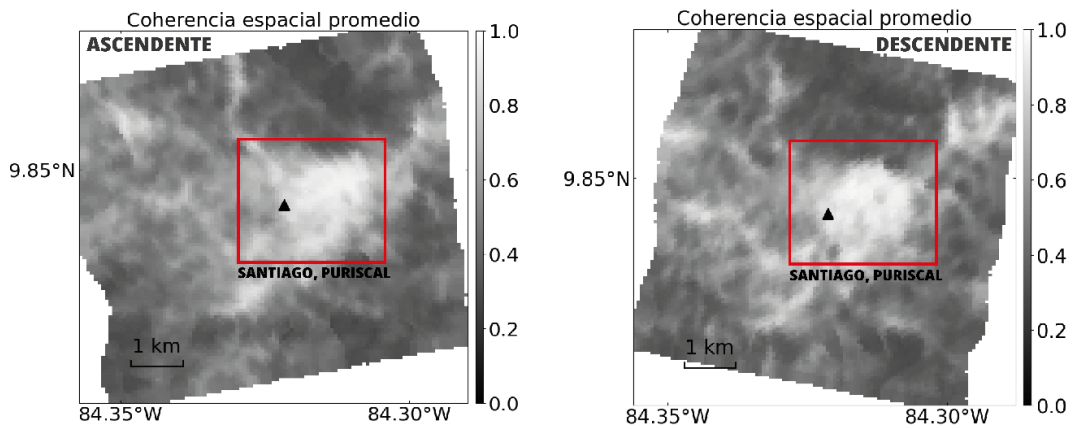 Coherencia espacial promedio
ASCENDENTE
1.0
0.8
9.85°N
0.6
0.4
SANTIAGO, PURISCAL
0.2
1 km
0.0
84.35°W
84.30°W
Coherencia espacial promedio
DESCENDENTE
1.0
0.8
9.85°N
0.6
0.4
SANTIAGO, PURISCAL
0.2
1 km
0.0
84.35°W
84.30°W